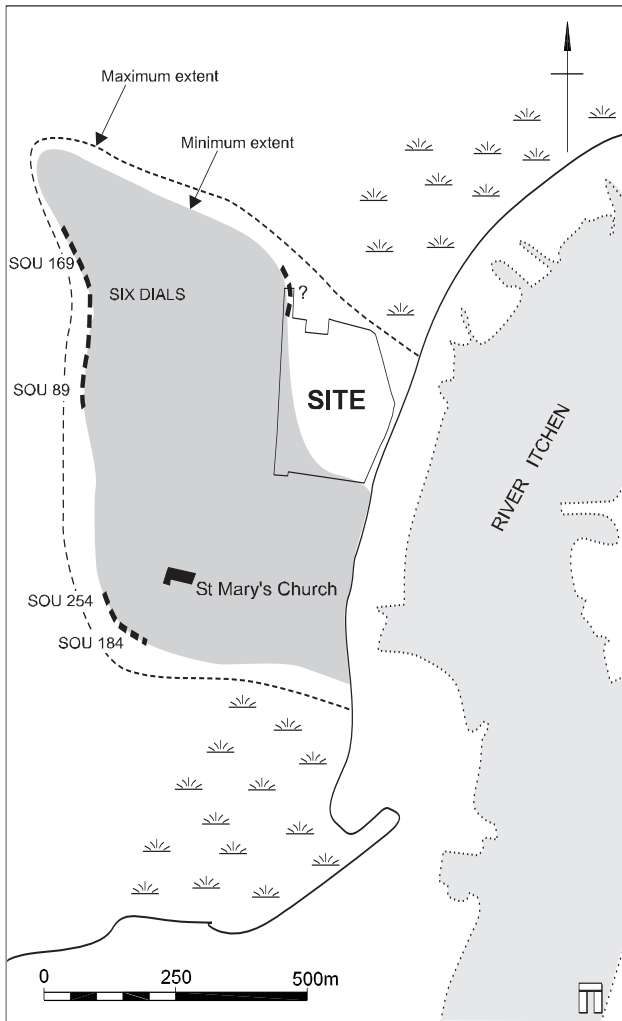 Maximum extent
Minimum extent
SOU 169
SIX DIALS
?
SOU 89
SITE
RIVER ITCHEN
St Mary's Church
SOU 254
SOU 184
0 250 500m